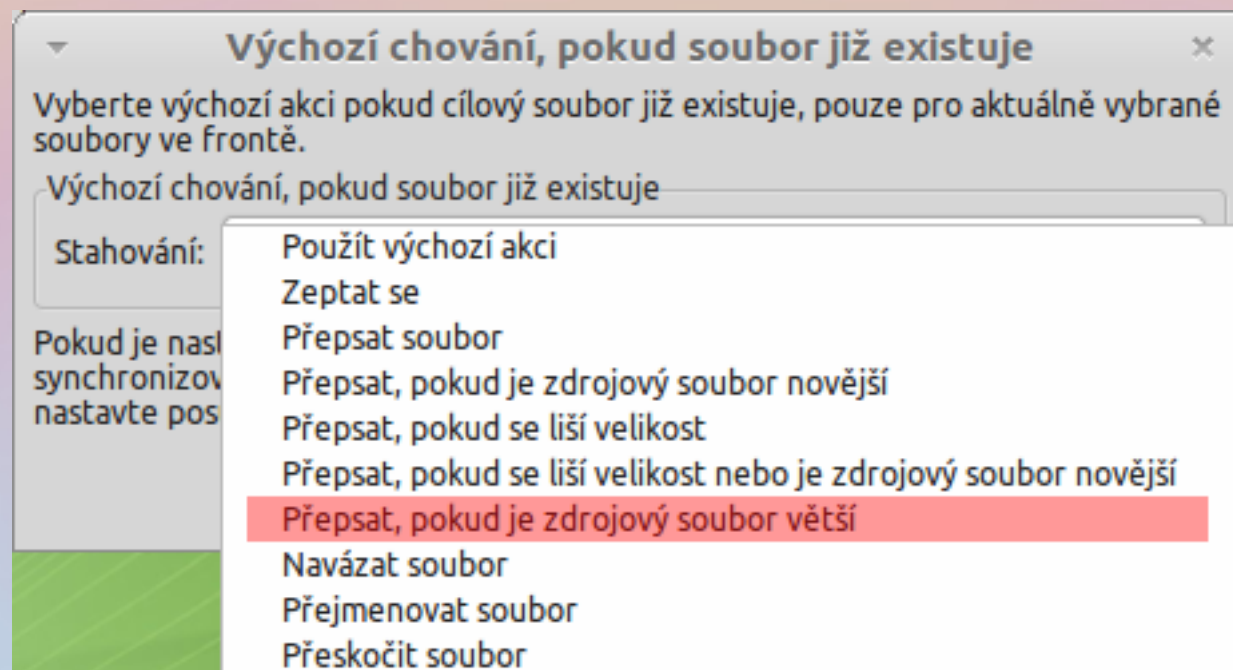 Výchozí chování, pokud soubor již existuje
Vyberte výchozí akci pokud cílový soubor již existuje, pouze pro aktuálně vybrané
soubory ve frontě.
Výchozí chování, pokud soubor již existuje
Stahování:
Pokud je
nastavte
Použít výchozí akci
Zeptat se
Přepsat soubor
Přepsat, pokud je zdrojový soubor novější
Přepsat, pokud se liší velikost
Přepsat, pokud se liší velikost nebo je zdrojový soubor novější
Přepsat, pokud je zdrojový soubor větší
Navázat soubor
Přejmenovat soubor
Přeskočit soubor